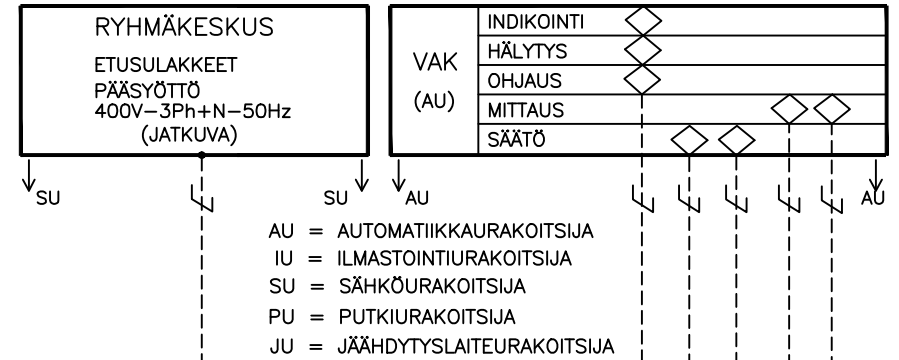 RYHMÄKESKUS
ETUSULAKKEET
PÄÄSYÖTTÖ
400V-3Ph+N-50Hz
(JATKUVA)
VAK
(AU)
INDIKOINTI
HÄLYTYS
OHJAUS
MITTAUS
SÄÄTÖ
SU
SU
AU
AU
AU = AUTOMATIIKKAURAKOITSIJA
IU = ILMASTOINTIURAKOITSIJA
SU = SÄHKÖURAKOITSIJA
PU = PUTKIURAKOITSIJA
JU = JÄÄHDYTYSLAITEURAKOITSIJA